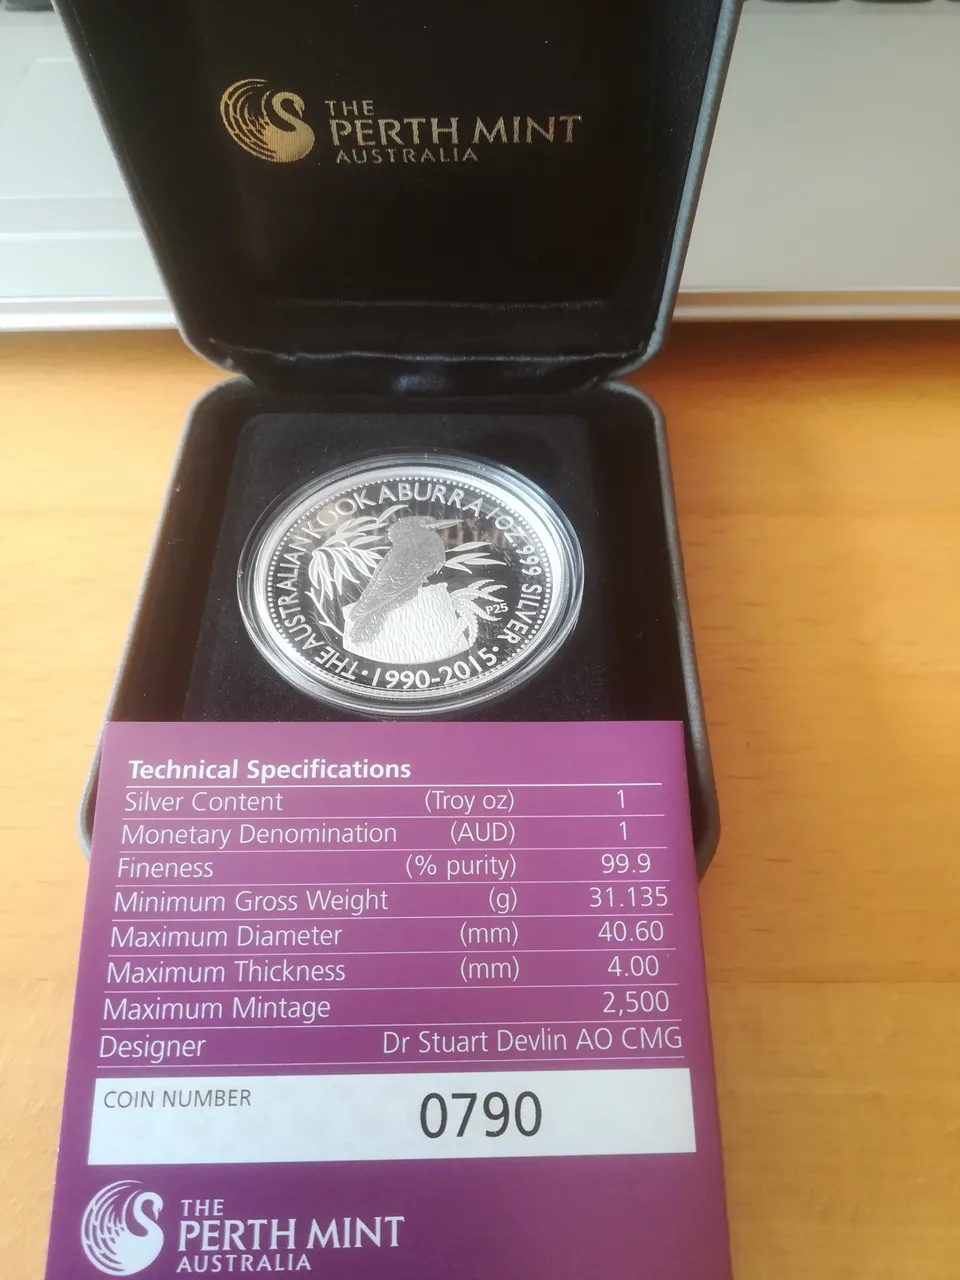 THE
PERTH MINT
AUSTRALIA
THE AUSTRALIAN KOOKABURRA 1 OZ. 999 SILVER
P25
· 1990-2015 ·
Technical Specifications
Silver Content (Troy oz) 1
Monetary Denomination (AUD) 1
Fineness (% purity) 99.9
Minimum Gross Weight (g) 31.135
Maximum Diameter (mm) 40.60
Maximum Thickness (mm) 4.00
Maximum Mintage 2,500
Designer Dr Stuart Devlin AO CMG
COIN NUMBER 0790
THE
PERTH MINT
AUSTRALIA